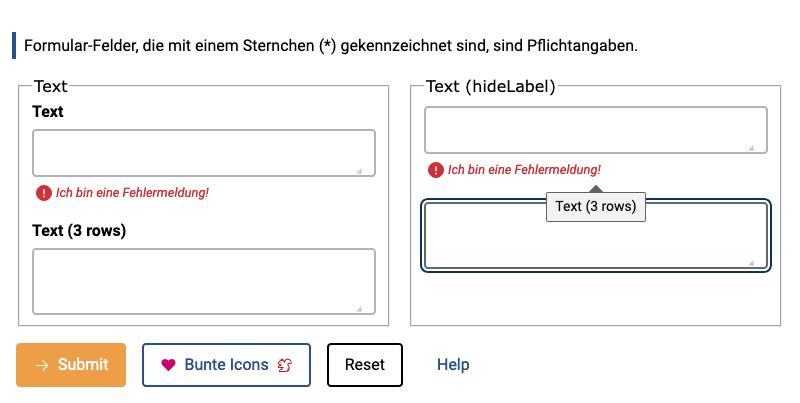 Formular-Felder, die mit einem Sternchen (*) gekennzeichnet sind, sind Pflichtangaben.
Text
Text
Ich bin eine Fehlermeldung!
Text (3 rows)
Text (hideLabel)
Ich bin eine Fehlermeldung!
Text (3 rows)
Submit
Bunte Icons
Reset
Help